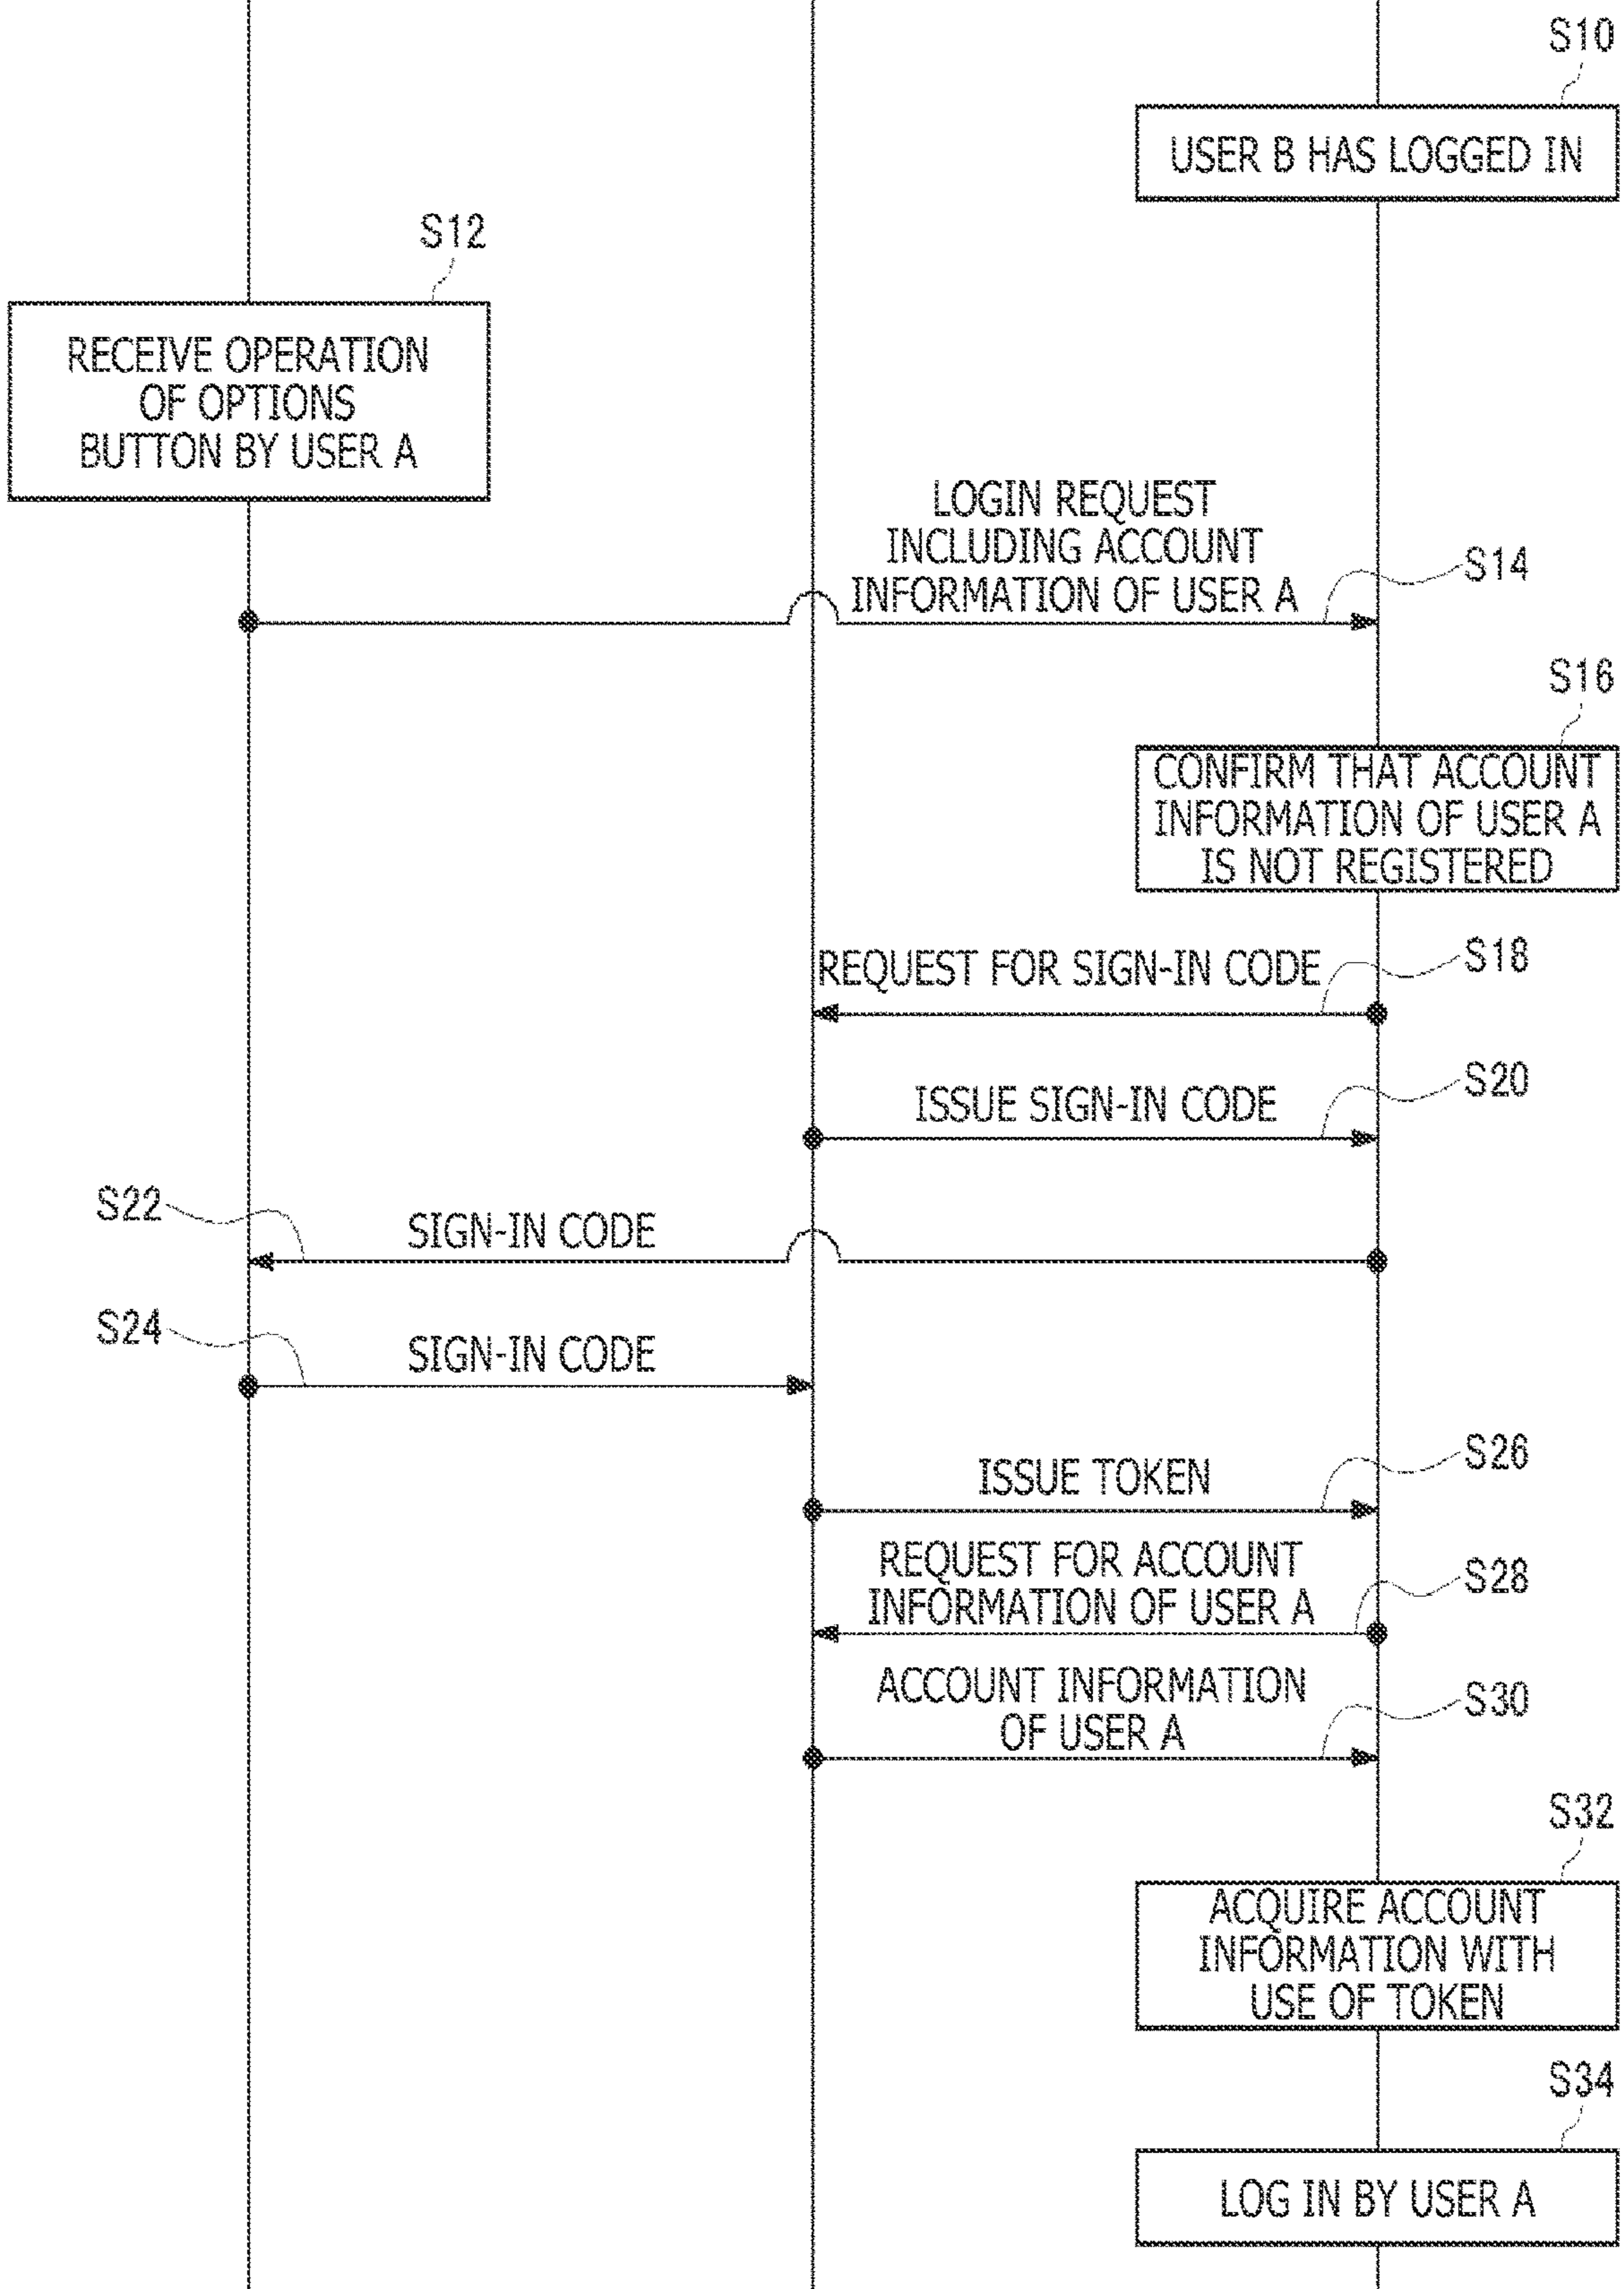 S10
USER B HAS LOGGED IN
S12
RECEIVE OPERATION
OF OPTIONS
BUTTON BY USER A
LOGIN REQUEST
INCLUDING ACCOUNT
INFORMATION OF USER A
S14
S16
CONFIRM THAT ACCOUNT
INFORMATION OF USER A
IS NOT REGISTERED
REQUEST FOR SIGN-IN CODE
S18
ISSUE SIGN-IN CODE
S20
S22
SIGN-IN CODE
S24
SIGN-IN CODE
ISSUE TOKEN
S26
REQUEST FOR ACCOUNT
INFORMATION OF USER A
S28
ACCOUNT INFORMATION
OF USER A
S30
S32
ACQUIRE ACCOUNT
INFORMATION WITH
USE OF TOKEN
S34
LOG IN BY USER A